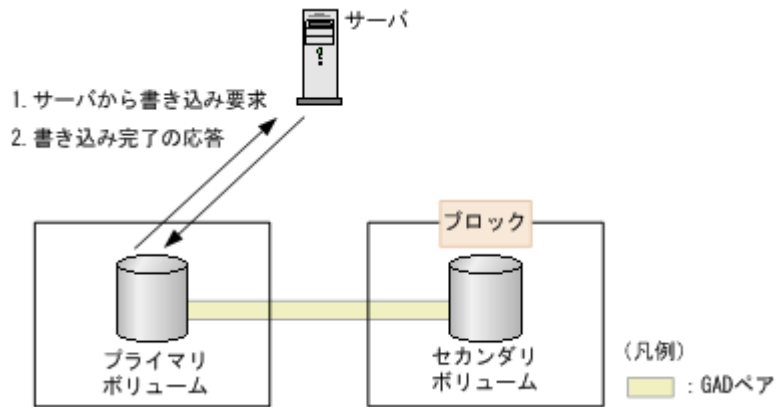 サーバ
1. サーバから書き込み要求
2. 書き込み完了の応答
ブロック
プライマリ
ボリューム
セカンダリ
ボリューム
(凡例)
: GADペア